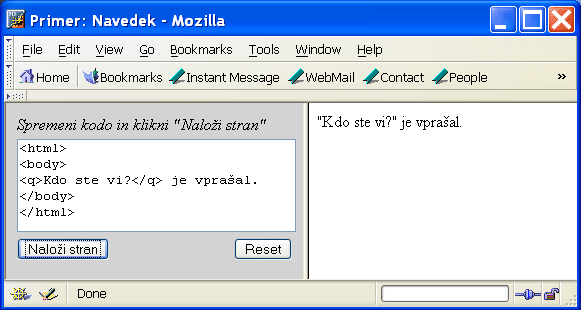 Primer: Navedek - Mozilla
File Edit View Go Bookmarks Tools Window Help
Home Bookmarks Instant Message WebMail Contact People »
Spremeni kodo in klikni "Naloži stran"
<html>
<body>
<q>Kdo ste vi?</q> je vprašal.
</body>
</html>
Naloži stran Reset
"Kdo ste vi?" je vprašal.
Done